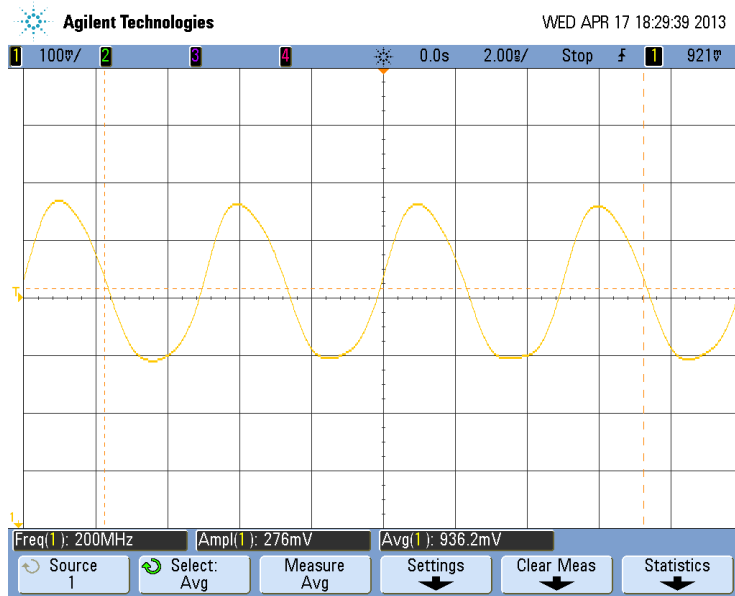 Agilent Technologies WED APR 17 18:29:39 2013
1 100mV/ 2 3 4 0.0s 2.00ns/ Stop 1 921mV
T
1
Freq(1): 200MHz Ampl(1): 276mV Avg(1): 936.2mV
Source Select: Measure Settings Clear Meas Statistics
1 Avg Avg